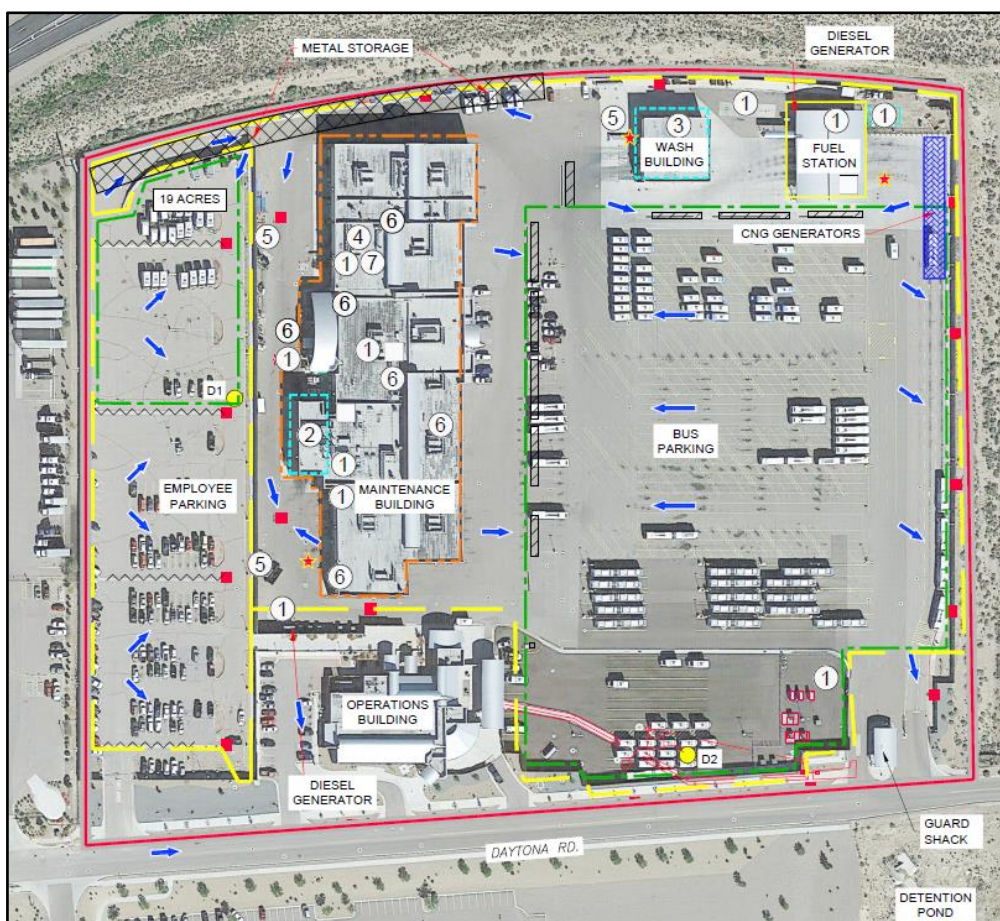 METAL STORAGE
DIESEL
GENERATOR
1
1
1
5
3
WASH
BUILDING
FUEL
STATION
19 ACRES
CNG GENERATORS
5
6
4
1
7
6
6
1
1
6
D1
2
6
1
BUS
PARKING
EMPLOYEE
PARKING
1
MAINTENANCE
BUILDING
6
5
6
1
1
OPERATIONS
BUILDING
D2
DIESEL
GENERATOR
GUARD
SHACK
DAYTONA RD.
DETENTION
POND